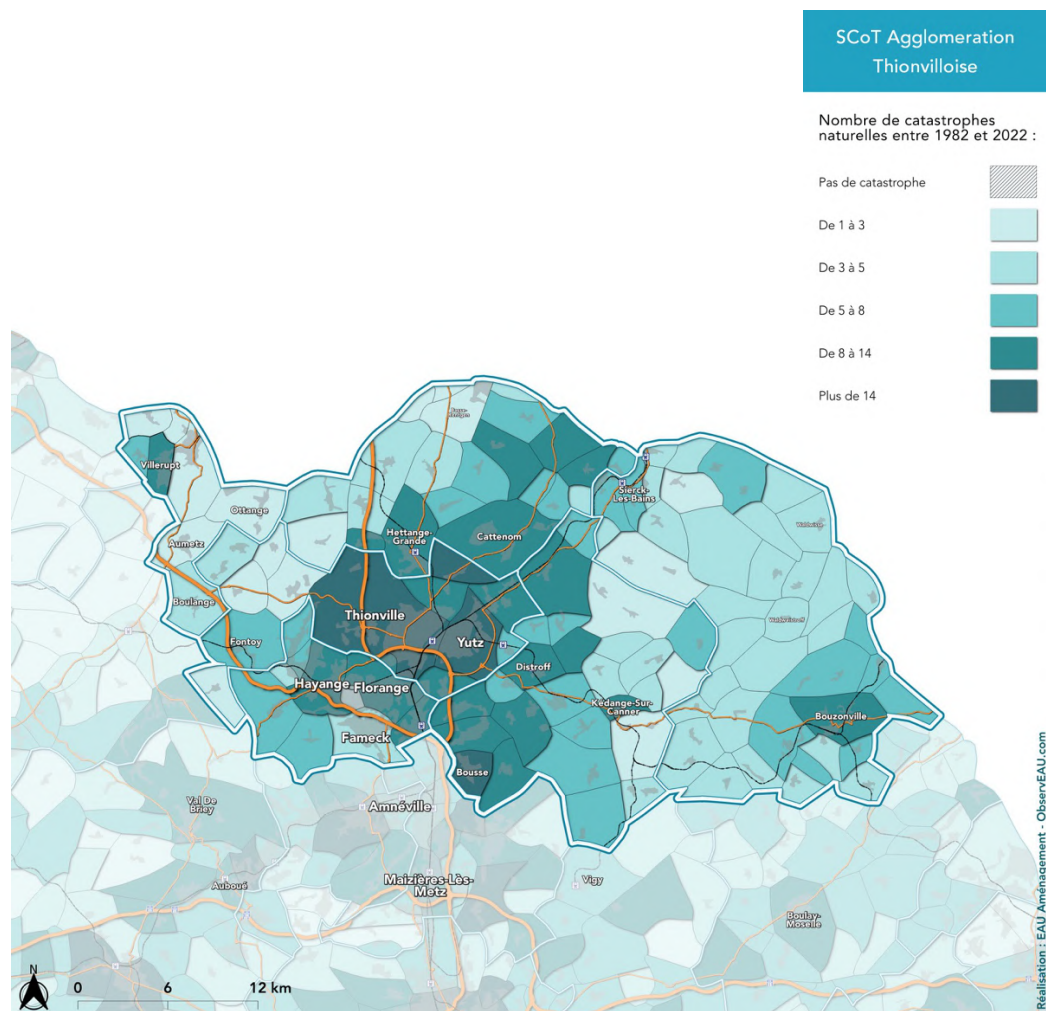 SCoT Agglomeration
Thionvilloise
Nombre de catastrophes
naturelles entre 1982 et 2022 :
Pas de catastrophe
De 1 à 3
De 3 à 5
De 5 à 8
De 8 à 14
Plus de 14
Villerupt
Ottange
Aumetz
Boulange
Fontoy
Hettange-
Grande
Cattenom
Sierck-
Les-Bains
Thionville
Yutz
Distroff
Hayange
Florange
Fameck
Kédange-Sur-
Canner
Bouzonville
Bousse
Val De
Briey
Amnéville
Auboué
Maizières-Lès-
Metz
Vigy
Boulay-
Moselle
N
0 6 12 km
Réalisation : EAU Aménagement - ObservEAU.com